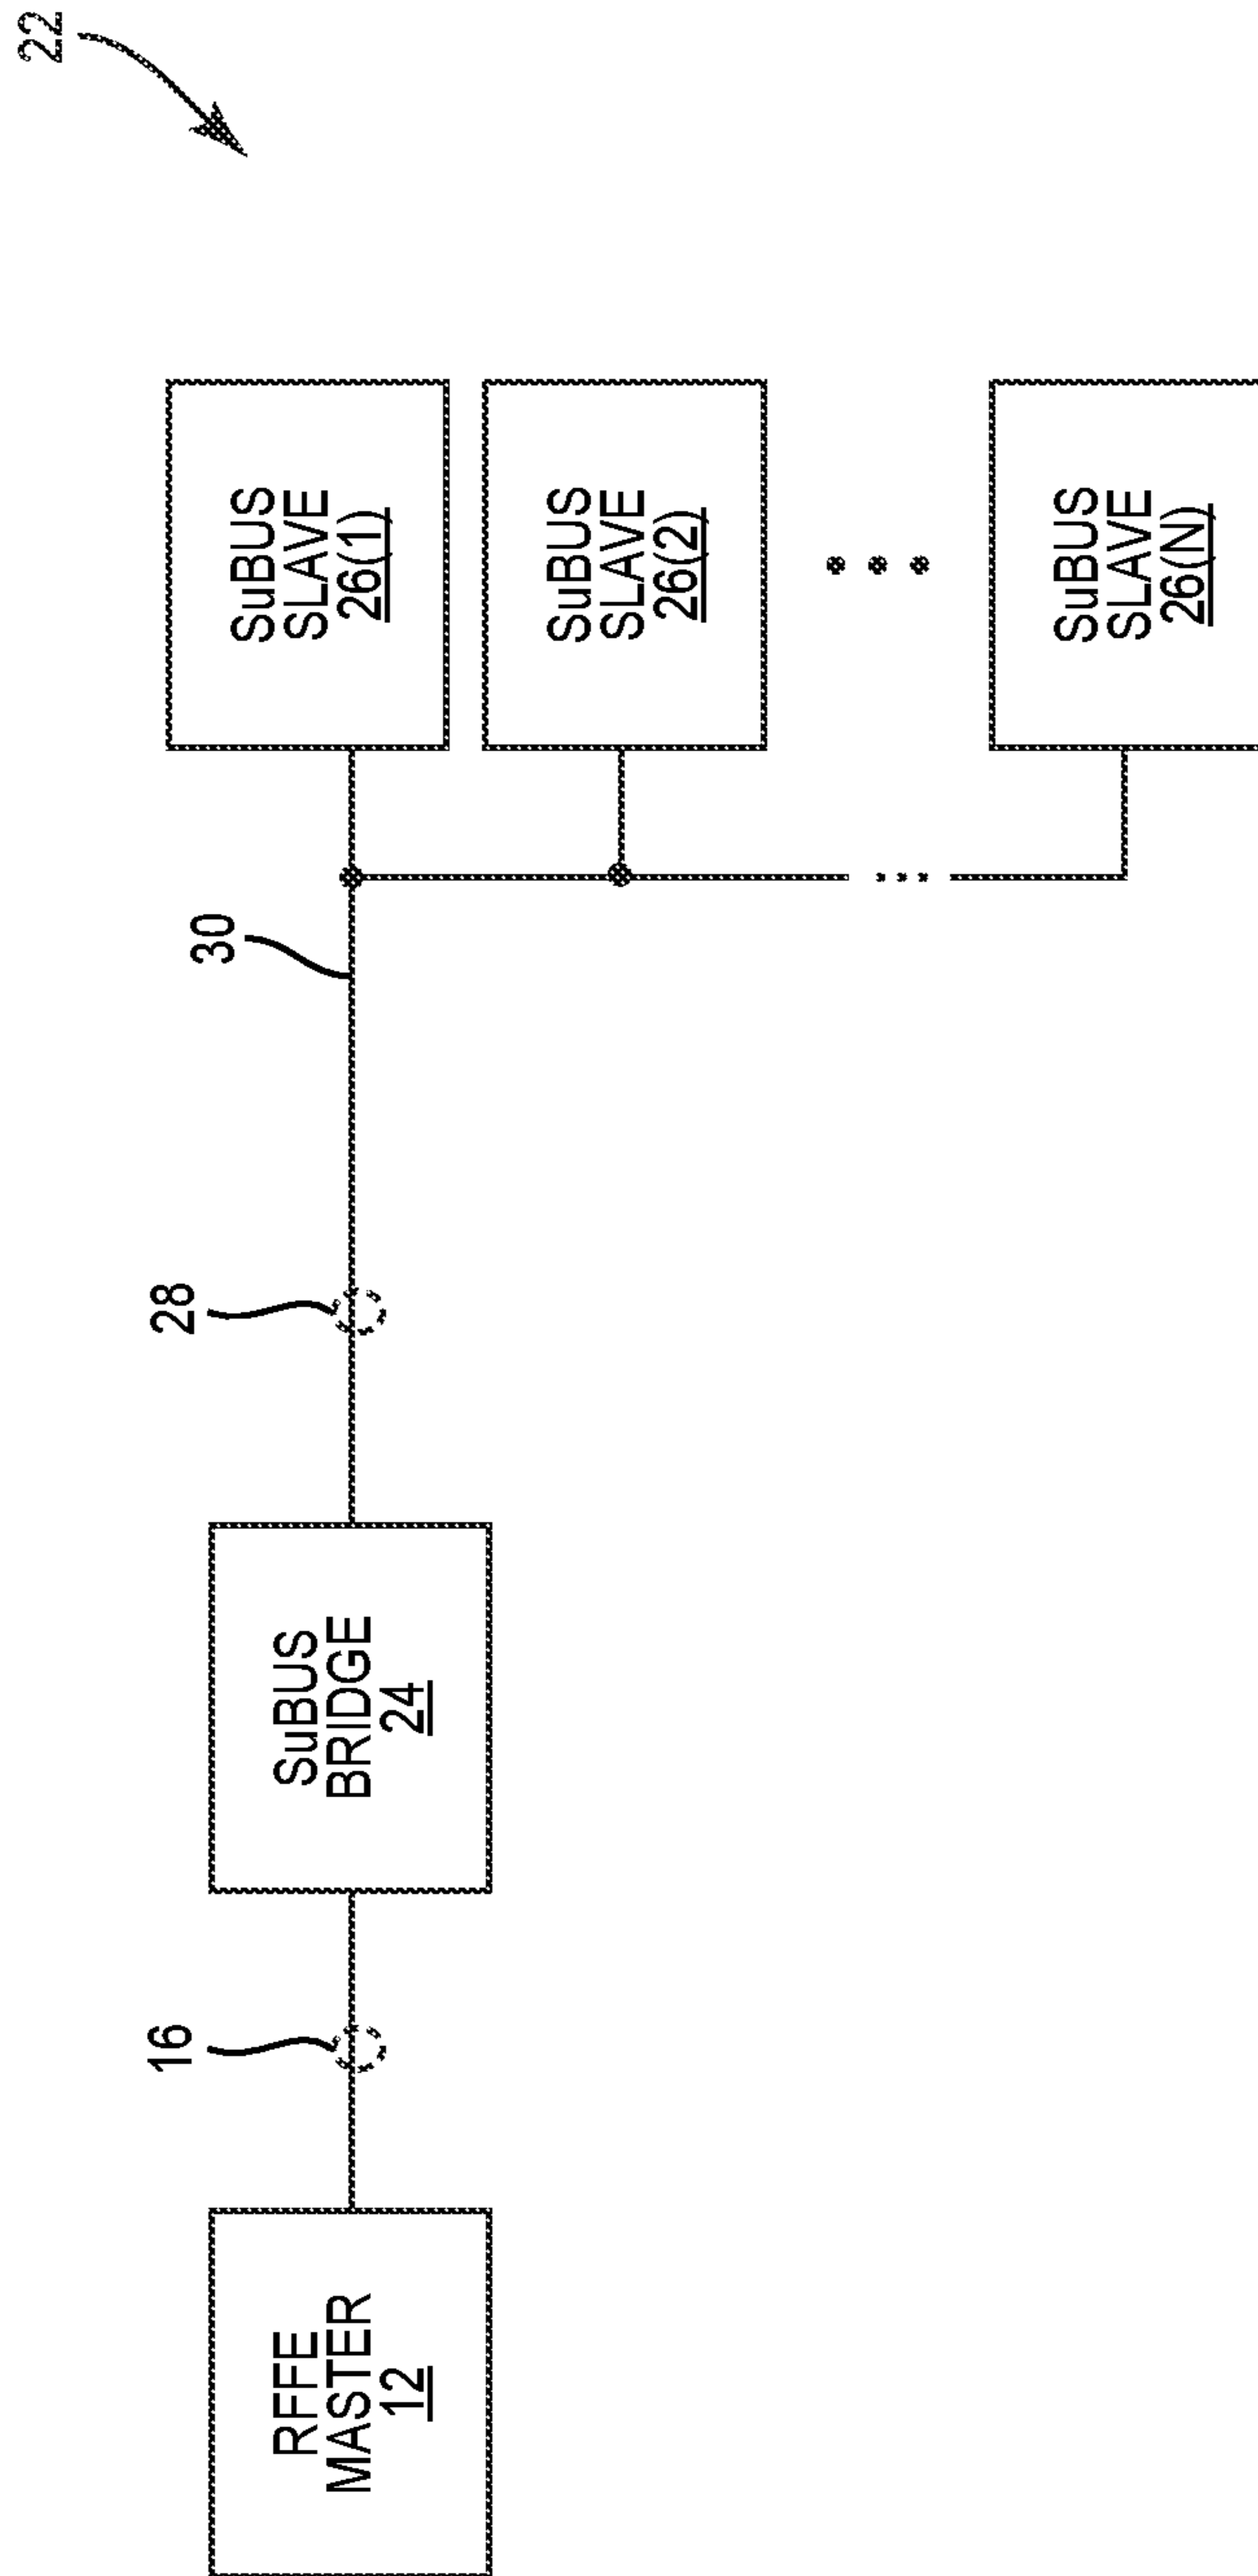 22
RFFE
MASTER
12
16
SuBUS
BRIDGE
24
28
30
SuBUS
SLAVE
26(1)
SuBUS
SLAVE
26(2)
SuBUS
SLAVE
26(N)